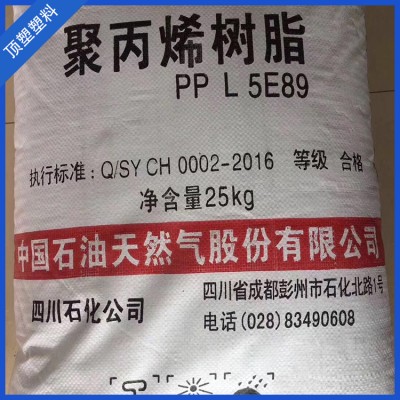 顶塑塑料
聚丙烯树脂
PP L 5E89
执行标准：Q/SY CH 0002-2016 等级 合格
净含量25kg
中国石油天然气股份有限公司
四川石化公司
四川省成都彭州市石化北路1号
电话(028)83490608